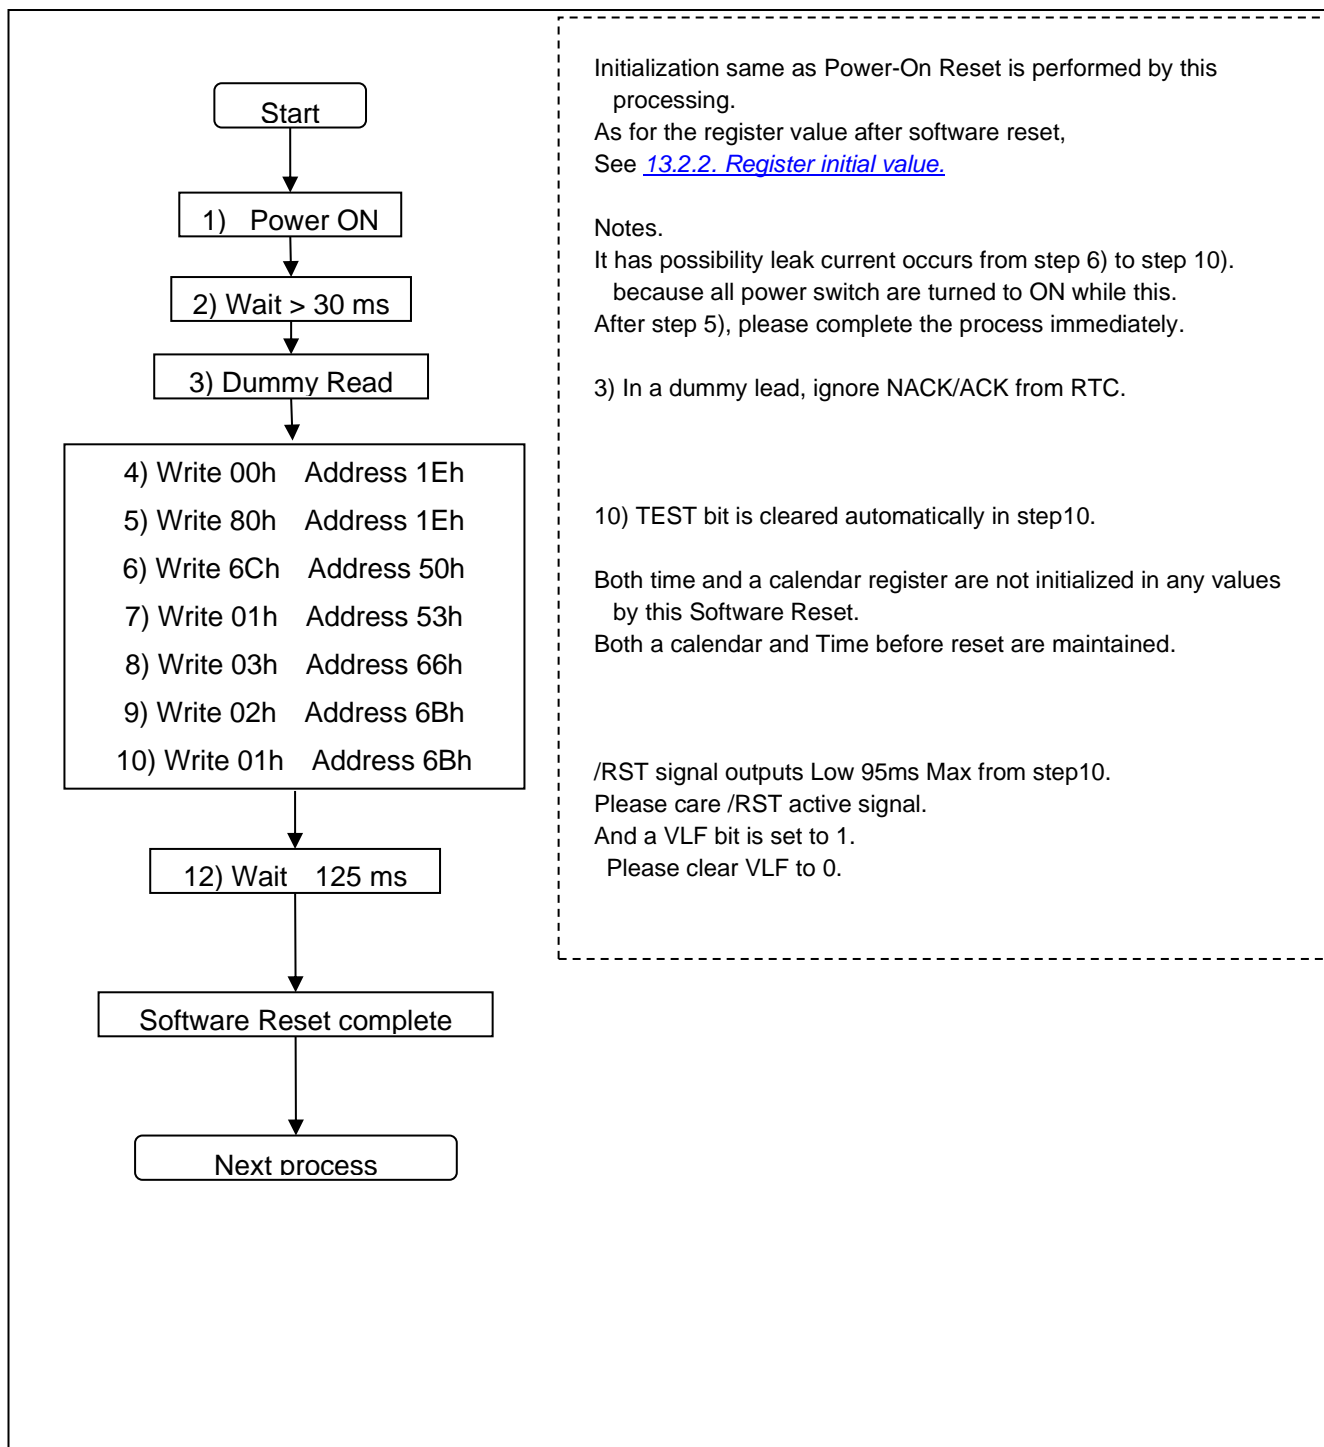 Start
1) Power ON
2) Wait > 30 ms
3) Dummy Read
4) Write 00h Address 1Eh
5) Write 80h Address 1Eh
6) Write 6Ch Address 50h
7) Write 01h Address 53h
8) Write 03h Address 66h
9) Write 02h Address 6Bh
10) Write 01h Address 6Bh
12) Wait 125 ms
Software Reset complete
Next process
Initialization same as Power-On Reset is performed by this
processing.
As for the register value after software reset,
See 13.2.2. Register initial value.
Notes.
It has possibility leak current occurs from step 6) to step 10).
because all power switch are turned to ON while this.
After step 5), please complete the process immediately.
3) In a dummy lead, ignore NACK/ACK from RTC.
10) TEST bit is cleared automatically in step10.
Both time and a calendar register are not initialized in any values
by this Software Reset.
Both a calendar and Time before reset are maintained.
/RST signal outputs Low 95ms Max from step10.
Please care /RST active signal.
And a VLF bit is set to 1.
Please clear VLF to 0.